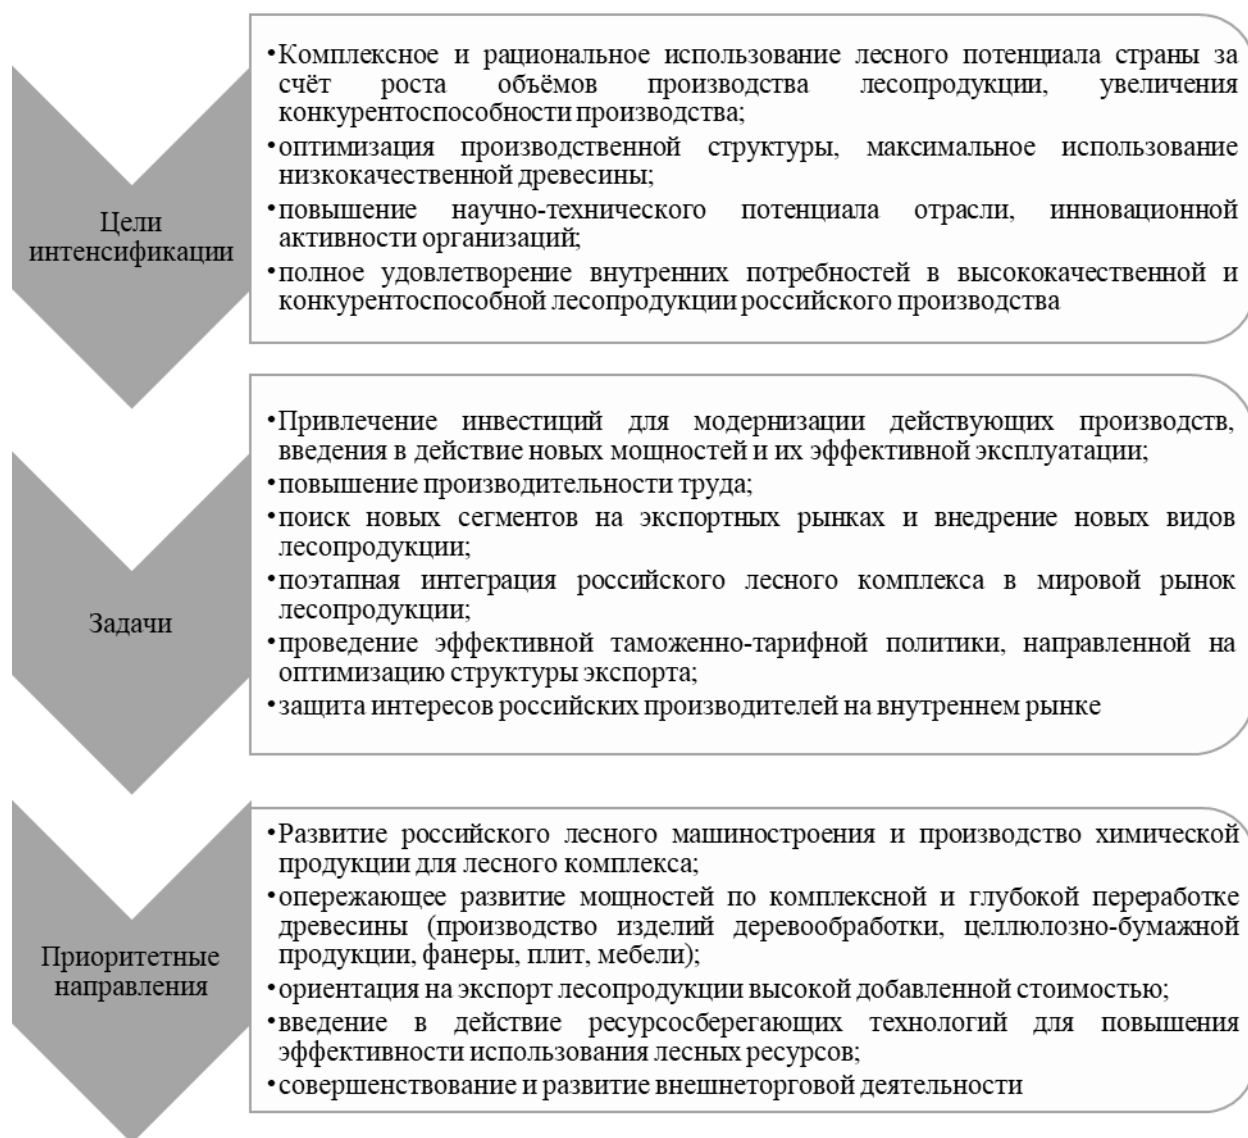 Цели
интенсификации
•Комплексное и рациональное использование лесного потенциала страны за
счёт роста объёмов производства лесопродукции, увеличения
конкурентоспособности производства;
•оптимизация производственной структуры, максимальное использование
низкокачественной древесины;
•повышение научно-технического потенциала отрасли, инновационной
активности организаций;
•полное удовлетворение внутренних потребностей в высококачественной и
конкурентоспособной лесопродукции российского производства
Задачи
•Привлечение инвестиций для модернизации действующих производств,
введения в действие новых мощностей и их эффективной эксплуатации;
•повышение производительности труда;
•поиск новых сегментов на экспортных рынках и внедрение новых видов
лесопродукции;
•поэтапная интеграция российского лесного комплекса в мировой рынок
лесопродукции;
•проведение эффективной таможенно-тарифной политики, направленной на
оптимизацию структуры экспорта;
•защита интересов российских производителей на внутреннем рынке
Приоритетные
направления
•Развитие российского лесного машиностроения и производство химической
продукции для лесного комплекса;
•опережающее развитие мощностей по комплексной и глубокой переработке
древесины (производство изделий деревообработки, целлюлозно-бумажной
продукции, фанеры, плит, мебели);
•ориентация на экспорт лесопродукции высокой добавленной стоимостью;
•введение в действие ресурсосберегающих технологий для повышения
эффективности использования лесных ресурсов;
•совершенствование и развитие внешнеторговой деятельности